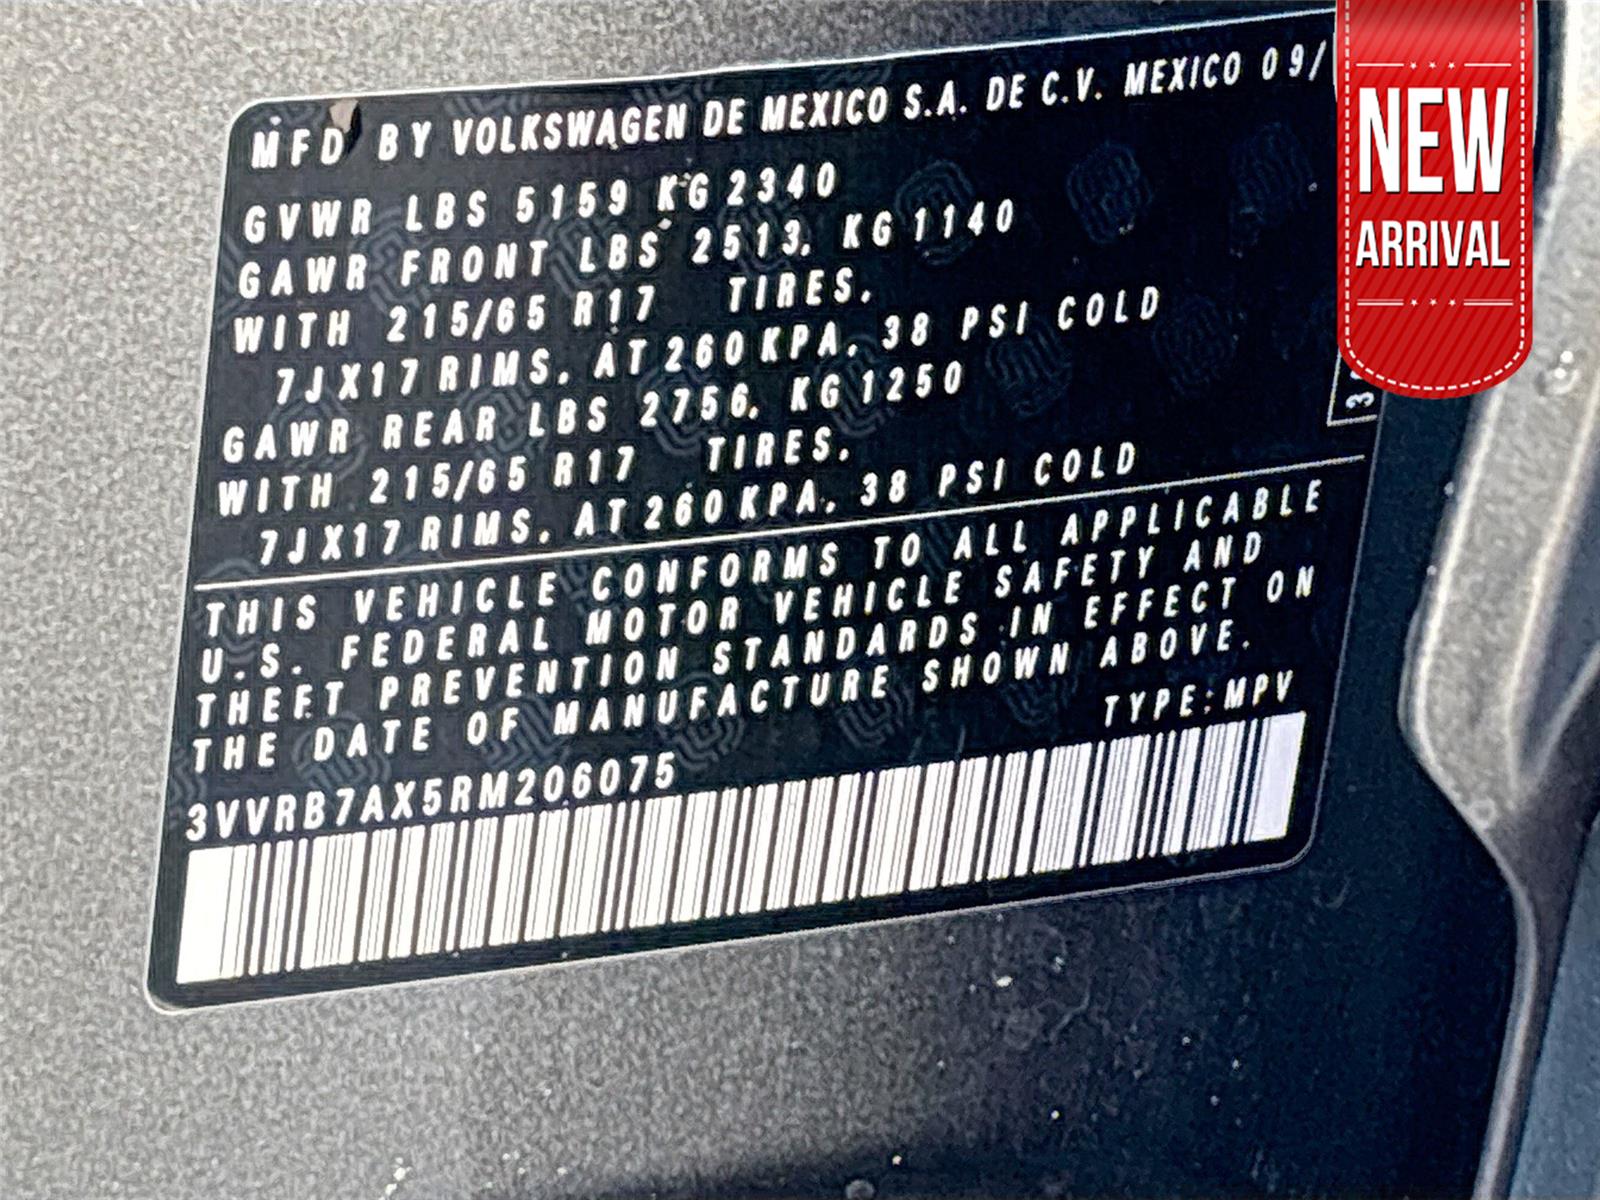 MFD BY VOLKSWAGEN DE MEXICO S.A. DE C.V. MEXICO 09/
GVWR LBS 5159 KG 2340
GAWR FRONT LBS 2513. KG 1140
WITH 215/65 R17 TIRES.
7JX17 RIMS. AT 260 KPA. 38 PSI COLD
GAWR REAR LBS 2756. KG 1250
WITH 215/65 R17 TIRES.
7JX17 RIMS. AT 260 KPA. 38 PSI COLD
THIS VEHICLE CONFORMS TO ALL APPLICABLE
U.S. FEDERAL MOTOR VEHICLE SAFETY AND
THEFT PREVENTION STANDARDS IN EFFECT ON
THE DATE OF MANUFACTURE SHOWN ABOVE.
TYPE:MPV
3VVRB7AX5RM206075
NEW
ARRIVAL